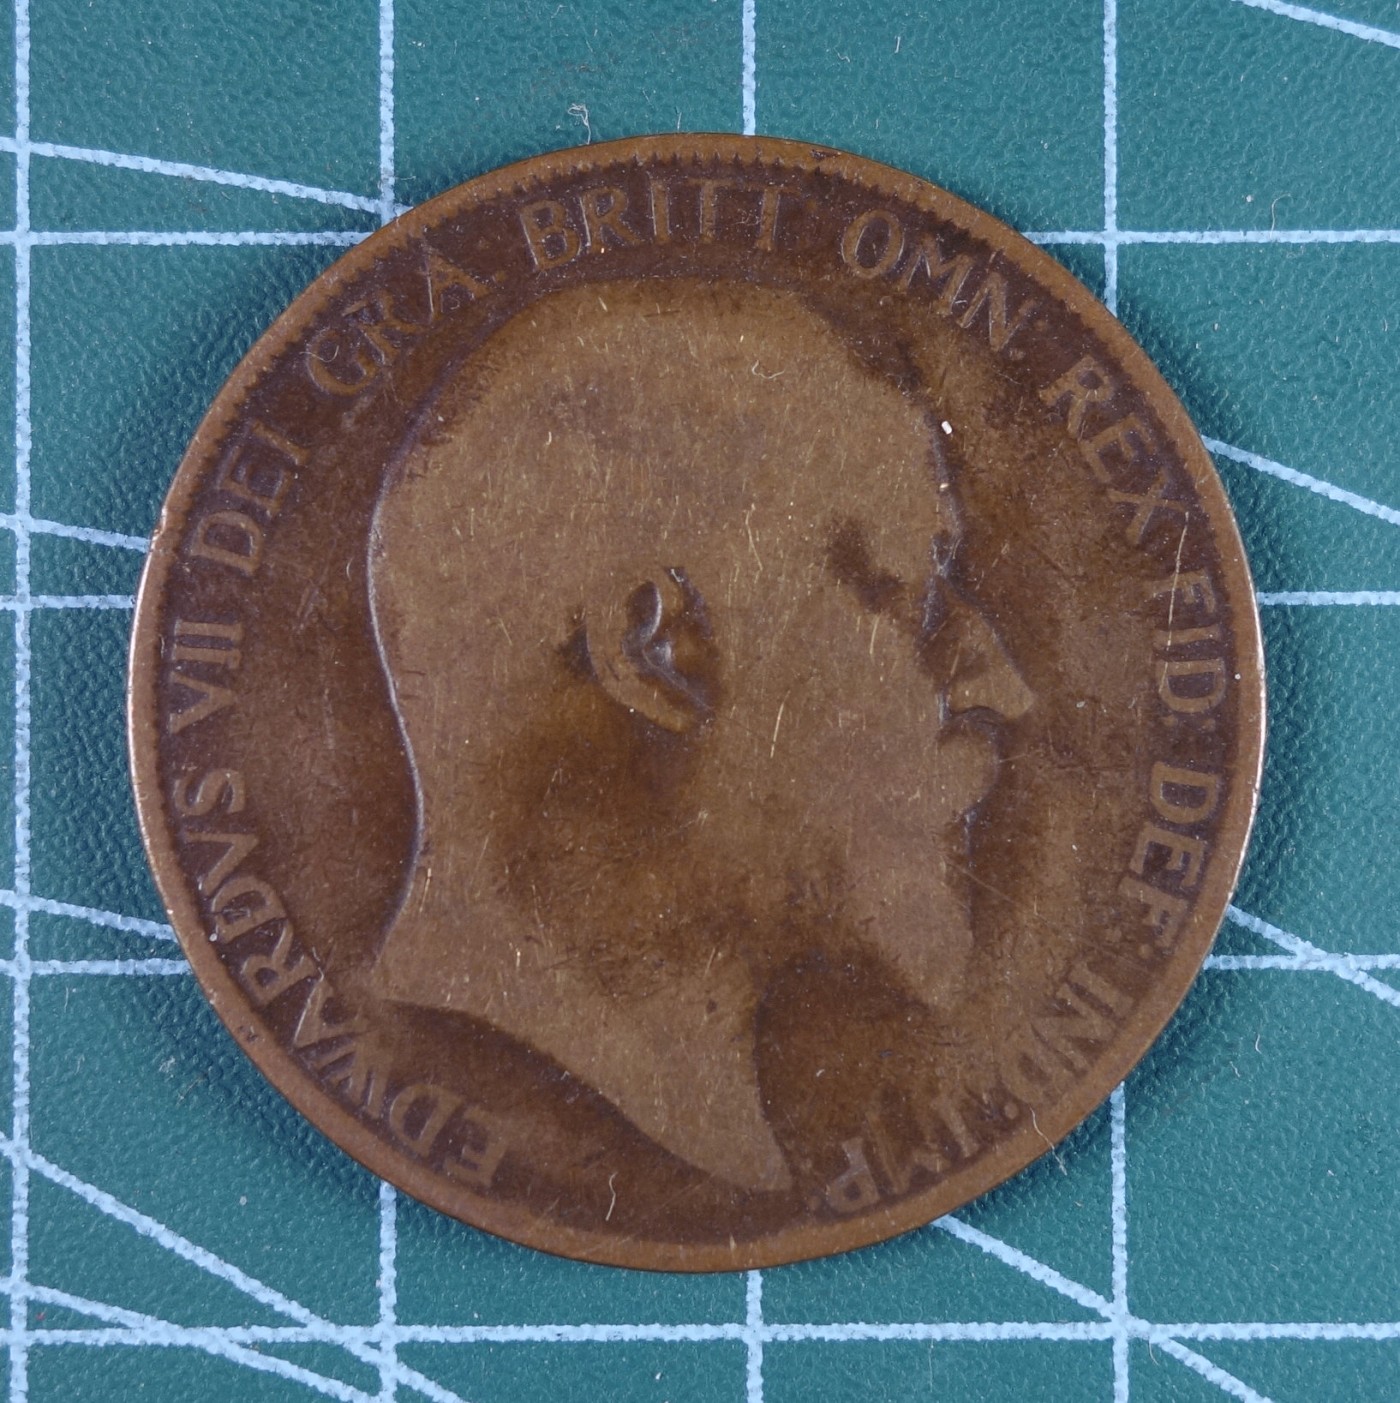 EDWARDVS VII DEI GRA: BRITT: OMN: REX FID: DEF: IND: IMP: